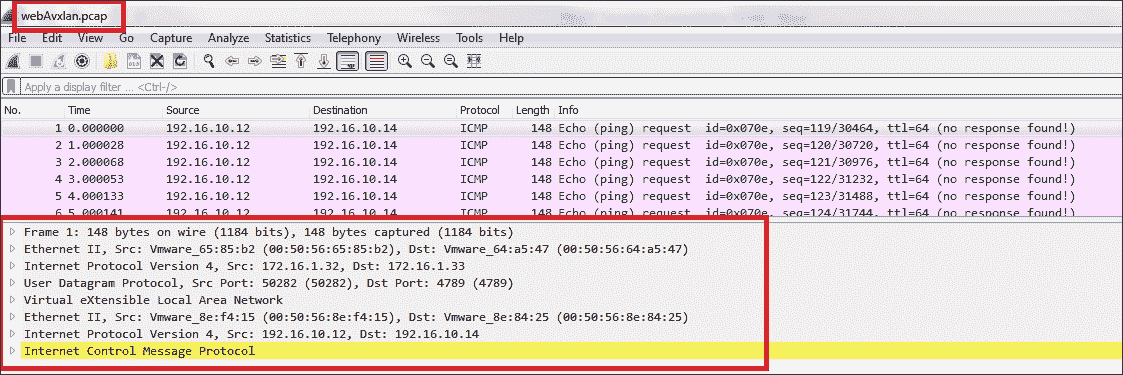 webAvxlan.pcap
File Edit View Go Capture Analyze Statistics Telephony Wireless Tools Help
Apply a display filter ... <Ctrl-/>
No. Time Source Destination Protocol Length Info
1 0.000000 192.16.10.12 192.16.10.14 ICMP 148 Echo (ping) request id=0x070e, seq=119/30464, ttl=64 (no response found!)
2 1.000028 192.16.10.12 192.16.10.14 ICMP 148 Echo (ping) request id=0x070e, seq=120/30720, ttl=64 (no response found!)
3 2.000068 192.16.10.12 192.16.10.14 ICMP 148 Echo (ping) request id=0x070e, seq=121/30976, ttl=64 (no response found!)
4 3.000053 192.16.10.12 192.16.10.14 ICMP 148 Echo (ping) request id=0x070e, seq=122/31232, ttl=64 (no response found!)
5 4.000133 192.16.10.12 192.16.10.14 ICMP 148 Echo (ping) request id=0x070e, seq=123/31488, ttl=64 (no response found!)
6 5.000141 192.16.10.12 192.16.10.14 ICMP 148 Echo (ping) request id=0x070e, seq=124/31744, ttl=64 (no response found!)
Frame 1: 148 bytes on wire (1184 bits), 148 bytes captured (1184 bits)
Ethernet II, Src: Vmware_65:85:b2 (00:50:56:65:85:b2), Dst: Vmware_64:a5:47 (00:50:56:64:a5:47)
Internet Protocol Version 4, Src: 172.16.1.32, Dst: 172.16.1.33
User Datagram Protocol, Src Port: 50282 (50282), Dst Port: 4789 (4789)
Virtual eXtensible Local Area Network
Ethernet II, Src: Vmware_8e:f4:15 (00:50:56:8e:f4:15), Dst: Vmware_8e:84:25 (00:50:56:8e:84:25)
Internet Protocol Version 4, Src: 192.16.10.12, Dst: 192.16.10.14
Internet Control Message Protocol